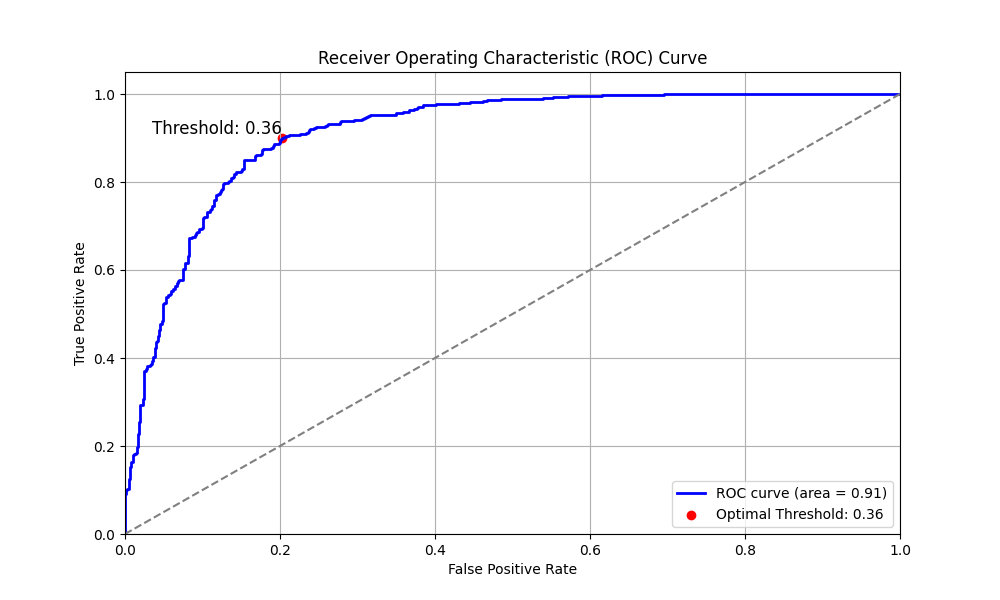 Receiver Operating Characteristic (ROC) Curve
True Positive Rate
1.0
0.8
0.6
0.4
0.2
0.0
Threshold: 0.36
ROC curve (area = 0.91)
Optimal Threshold: 0.36
0.0 0.2 0.4 0.6 0.8 1.0
False Positive Rate